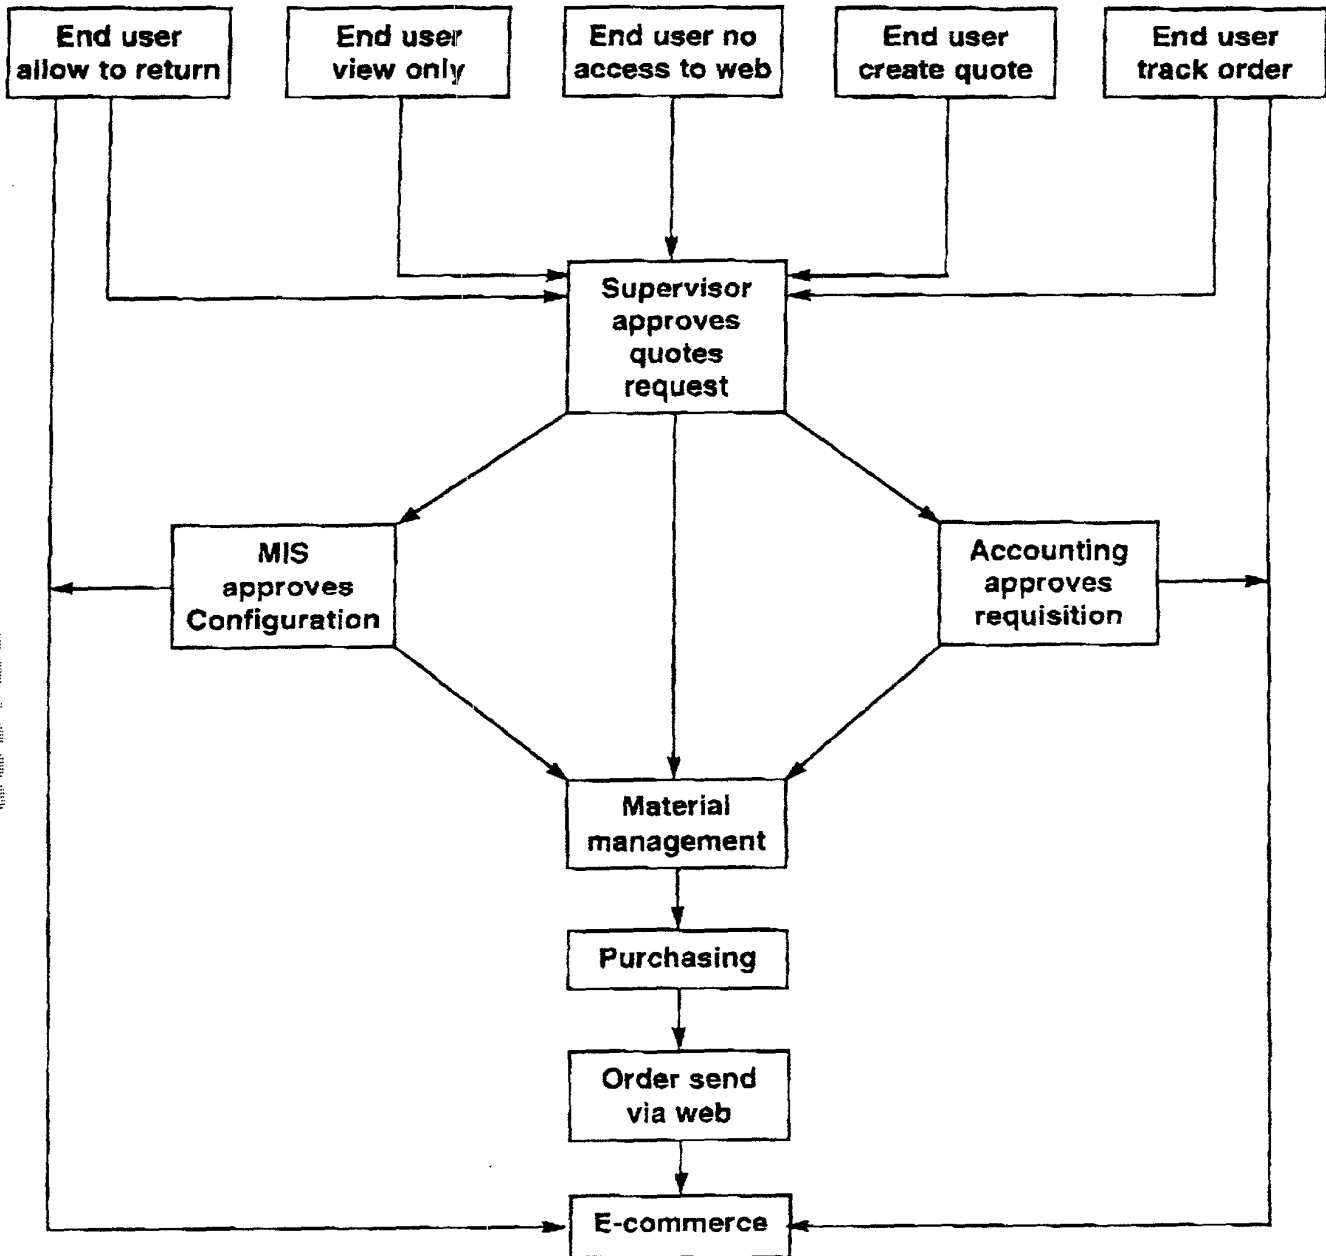 End user
allow to return
End user
view only
End user no
access to web
End user
create quote
End user
track order
Supervisor
approves
quotes
request
MIS
approves
Configuration
Accounting
approves
requisition
Material
management
Purchasing
Order send
via web
E-commerce